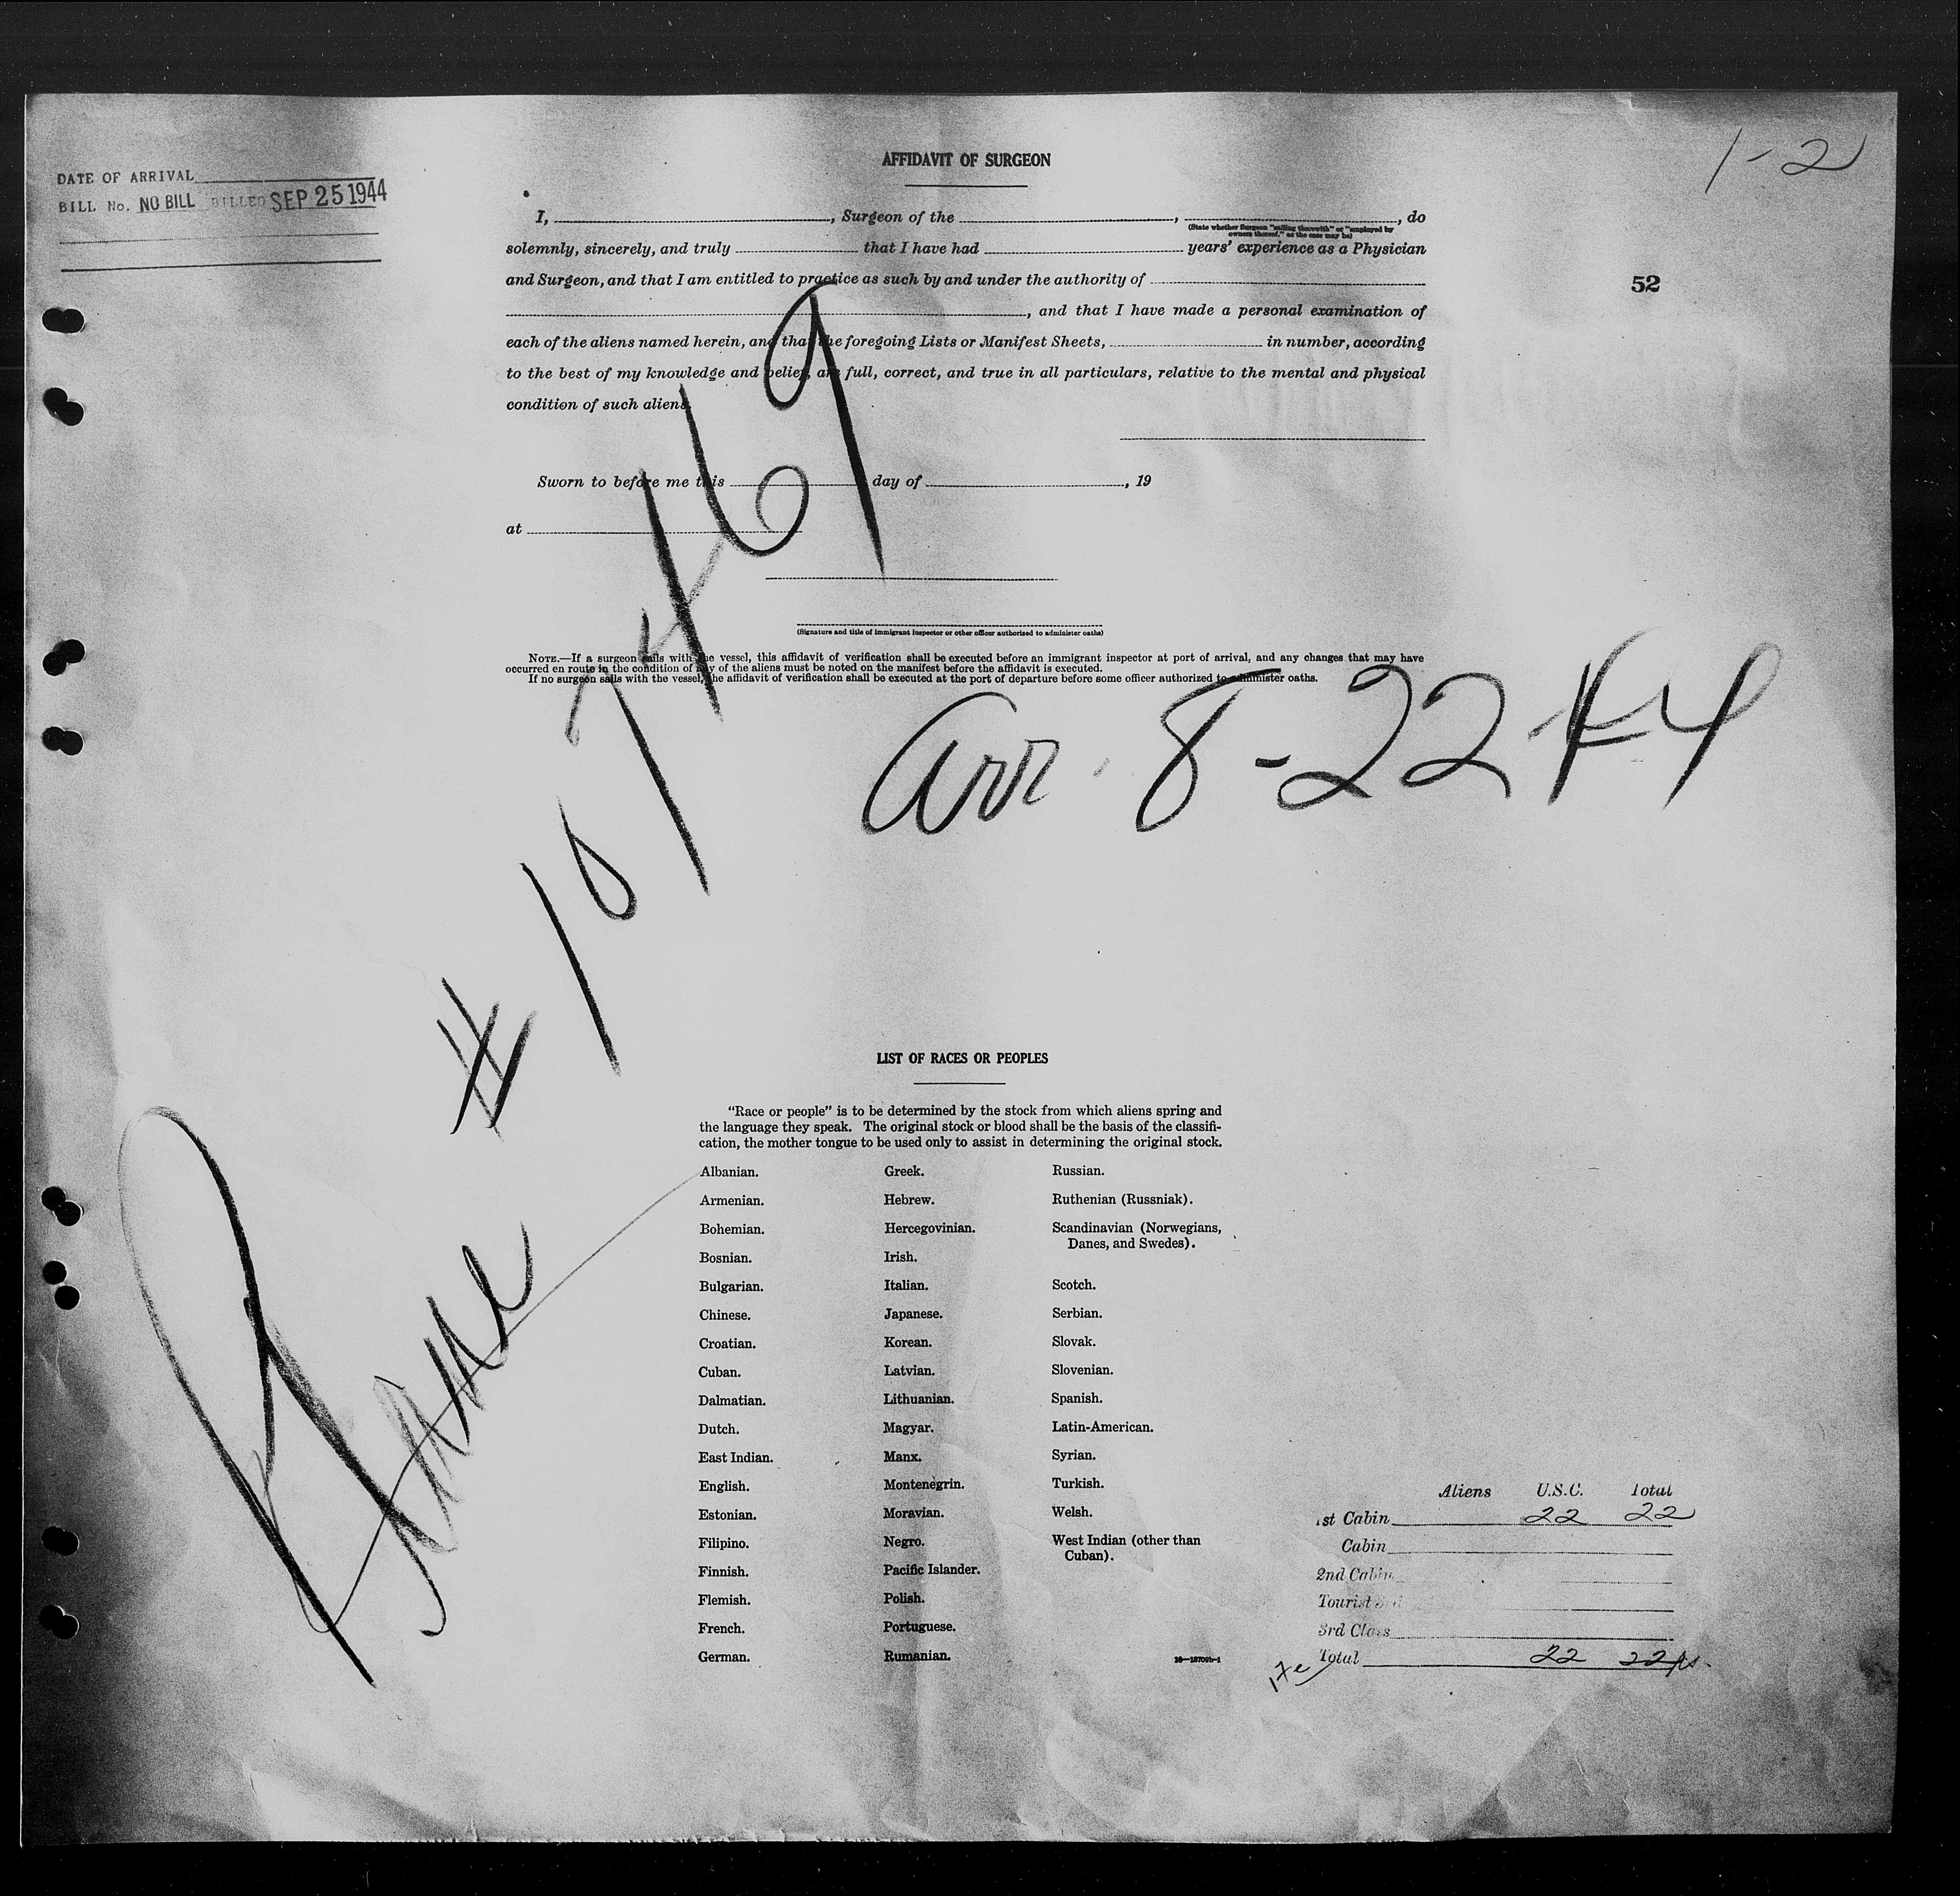 1-2
DATE OF ARRIVAL
BILL No. NO BILL BILLED SEP 25 1944
AFFIDAVIT OF SURGEON
I, , Surgeon of the , , do
(State whether Surgeon "sailing therewith" or "employed by
owners thereof," as the case may be)
solemnly, sincerely, and truly that I have had years' experience as a Physician
and Surgeon, and that I am entitled to practice as such by and under the authority of
52
, and that I have made a personal examination of
each of the aliens named herein, and that the foregoing Lists or Manifest Sheets, in number, according
to the best of my knowledge and belief, are full, correct, and true in all particulars, relative to the mental and physical
condition of such aliens.
Sworn to before me this day of , 19
at
(Signature and title of immigrant inspector or other officer authorized to administer oaths)
NOTE.—If a surgeon sails with the vessel, this affidavit of verification shall be executed before an immigrant inspector at port of arrival, and any changes that may have
occurred en route in the condition of any of the aliens must be noted on the manifest before the affidavit is executed.
If no surgeon sails with the vessel, the affidavit of verification shall be executed at the port of departure before some officer authorized to administer oaths.
Plane # 107469
arr. 8-22-44
LIST OF RACES OR PEOPLES
"Race or people" is to be determined by the stock from which aliens spring and
the language they speak. The original stock or blood shall be the basis of the classifi-
cation, the mother tongue to be used only to assist in determining the original stock.
Albanian.
Armenian.
Bohemian.
Bosnian.
Bulgarian.
Chinese.
Croatian.
Cuban.
Dalmatian.
Dutch.
East Indian.
English.
Estonian.
Filipino.
Finnish.
Flemish.
French.
German.
Greek.
Hebrew.
Hercegovinian.
Irish.
Italian.
Japanese.
Korean.
Latvian.
Lithuanian.
Magyar.
Manx.
Montenegrin.
Moravian.
Negro.
Pacific Islander.
Polish.
Portuguese.
Rumanian.
Russian.
Ruthenian (Russniak).
Scandinavian (Norwegians,
Danes, and Swedes).
Scotch.
Serbian.
Slovak.
Slovenian.
Spanish.
Latin-American.
Syrian.
Turkish.
Welsh.
West Indian (other than
Cuban).
Aliens U.S.C. Total
1st Cabin 22 22
Cabin
2nd Cabin
Tourist 3rd
3rd Class
Total 22 22